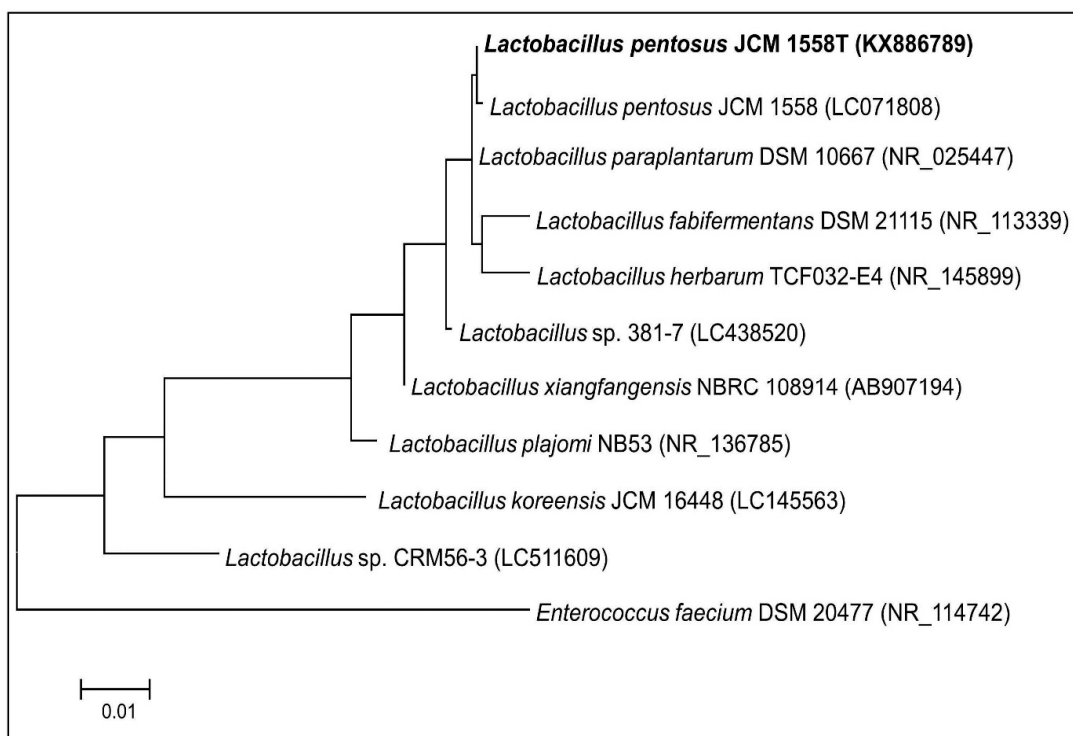 Lactobacillus pentosus JCM 1558T (KX886789)
Lactobacillus pentosus JCM 1558 (LC071808)
Lactobacillus paraplantarum DSM 10667 (NR_025447)
Lactobacillus fabifermentans DSM 21115 (NR_113339)
Lactobacillus herbarum TCF032-E4 (NR_145899)
Lactobacillus sp. 381-7 (LC438520)
Lactobacillus xiangfangensis NBRC 108914 (AB907194)
Lactobacillus plajomi NB53 (NR_136785)
Lactobacillus koreensis JCM 16448 (LC145563)
Lactobacillus sp. CRM56-3 (LC511609)
Enterococcus faecium DSM 20477 (NR_114742)
0.01